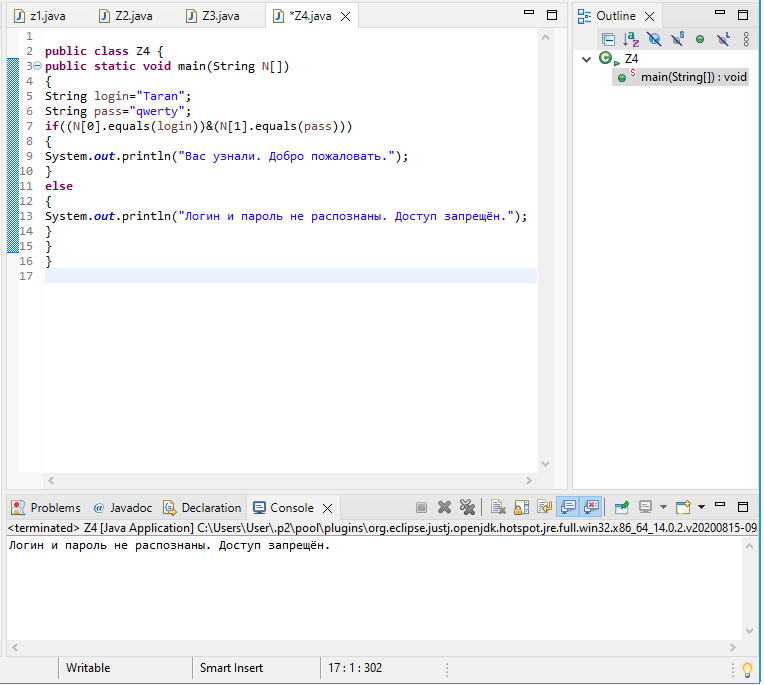 z1.java Z2.java Z3.java *Z4.java
Outline
1
2 public class Z4 {
3 public static void main(String N[])
4 {
5 String login="Taran";
6 String pass="qwerty";
7 if((N[0].equals(login))&(N[1].equals(pass)))
8 {
9 System.out.println("Вас узнали. Добро пожаловать.");
10 }
11 else
12 {
13 System.out.println("Логин и пароль не распознаны. Доступ запрещён.");
14 }
15 }
16 }
17
Z4
main(String[]) : void
Problems @ Javadoc Declaration Console
<terminated> Z4 [Java Application] C:\Users\User\.p2\pool\plugins\org.eclipse.justj.openjdk.hotspot.jre.full.win32.x86_64_14.0.2.v20200815-09
Логин и пароль не распознаны. Доступ запрещён.
Writable Smart Insert 17 : 1 : 302